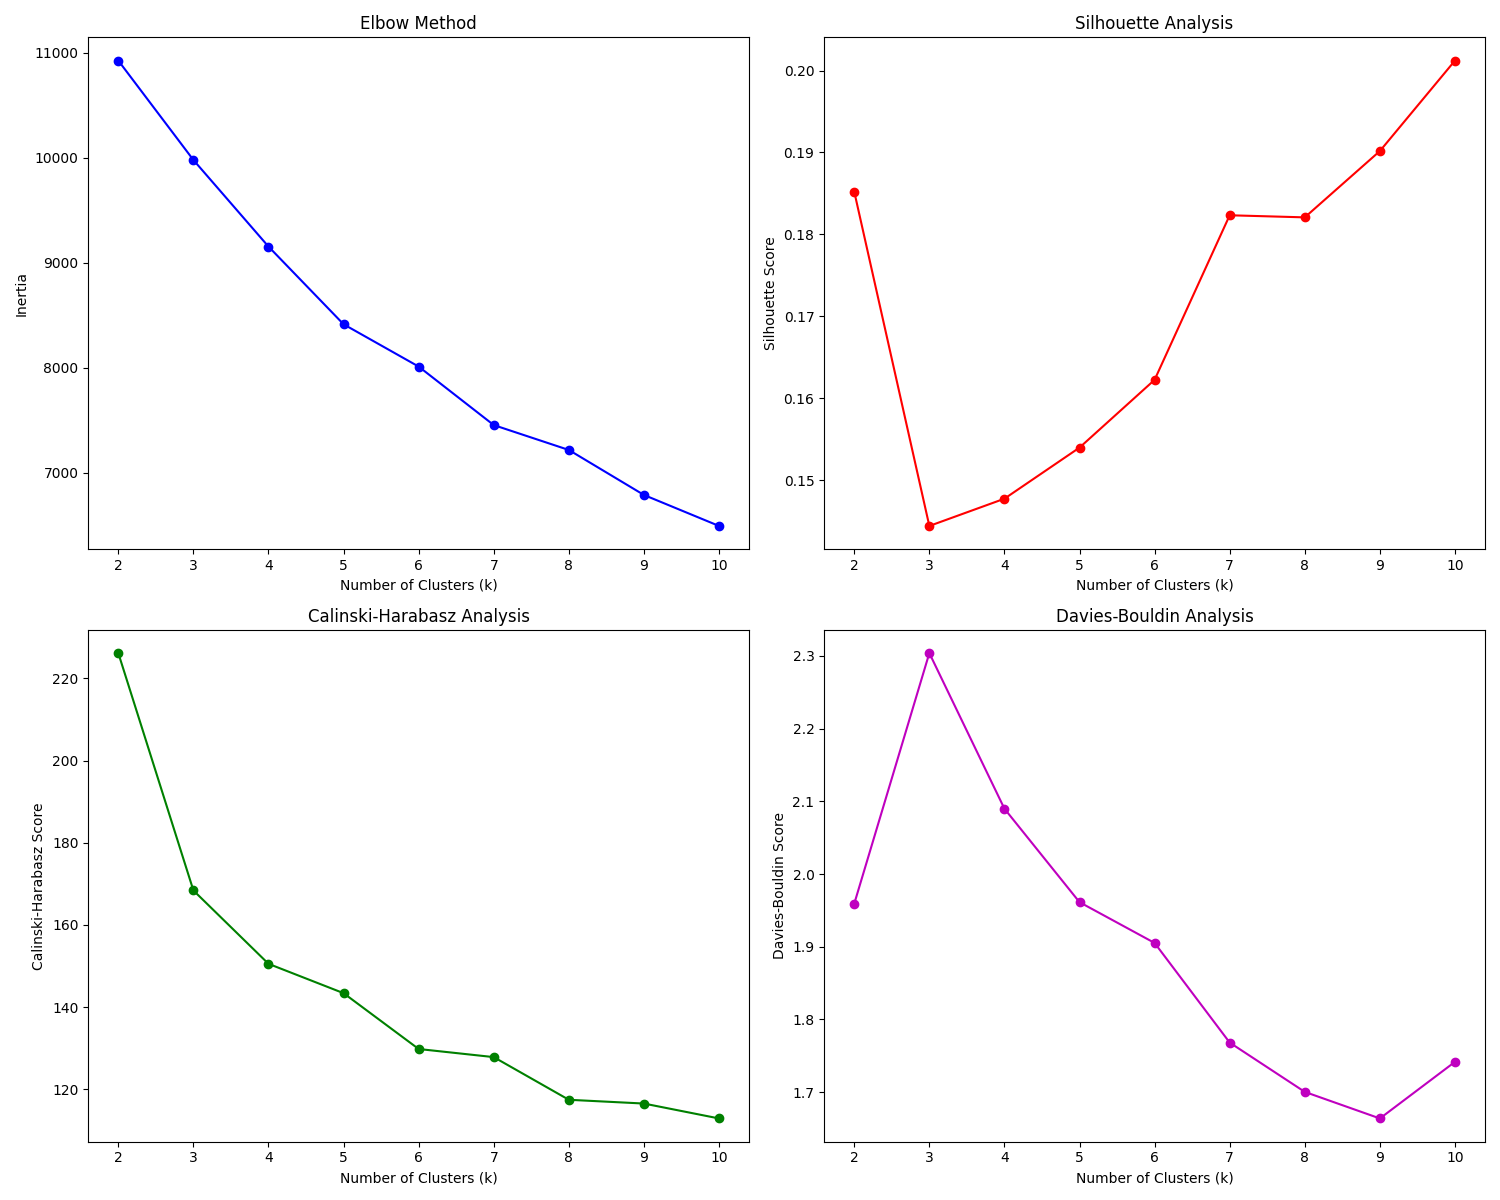 Elbow Method
11000
10000
9000
8000
7000
Inertia
2 3 4 5 6 7 8 9 10
Number of Clusters (k)
Silhouette Analysis
0.20
0.19
0.18
0.17
0.16
0.15
Silhouette Score
2 3 4 5 6 7 8 9 10
Number of Clusters (k)
Calinski-Harabasz Analysis
220
200
180
160
140
120
Calinski-Harabasz Score
2 3 4 5 6 7 8 9 10
Number of Clusters (k)
Davies-Bouldin Analysis
2.3
2.2
2.1
2.0
1.9
1.8
1.7
Davies-Bouldin Score
2 3 4 5 6 7 8 9 10
Number of Clusters (k)